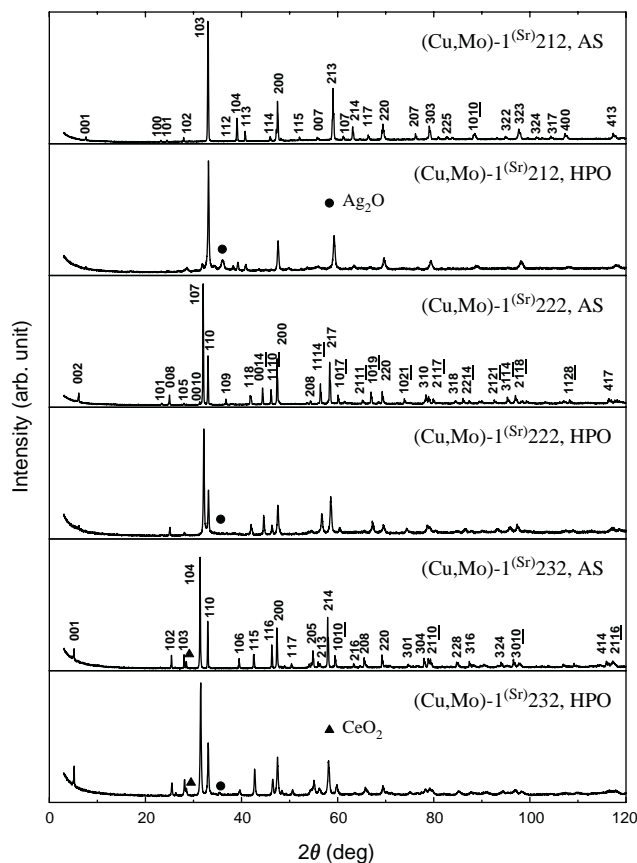 Intensity (arb. unit)
(Cu,Mo)-1(Sr)212, AS
001 100 101 102 103 112 104 113 114 200 115 007 213 107 214 117 220 207 303 225 1010 322 323 324 317 400 413
(Cu,Mo)-1(Sr)212, HPO
● Ag2O
●
(Cu,Mo)-1(Sr)222, AS
002 101 008 105 0010 107 110 109 118 0014 1110 200 208 1114 217 1017 2111 1019 220 1021 310 2117 318 2214 2121 3114 2118 1128 417
(Cu,Mo)-1(Sr)222, HPO
●
(Cu,Mo)-1(Sr)232, AS
001 102 103 ▲ 104 110 106 115 116 200 117 205 213 214 1010 216 208 220 301 304 2110 228 316 324 3010 414 2116
(Cu,Mo)-1(Sr)232, HPO
▲ CeO2
▲ ●
0 20 40 60 80 100 120
2θ (deg)